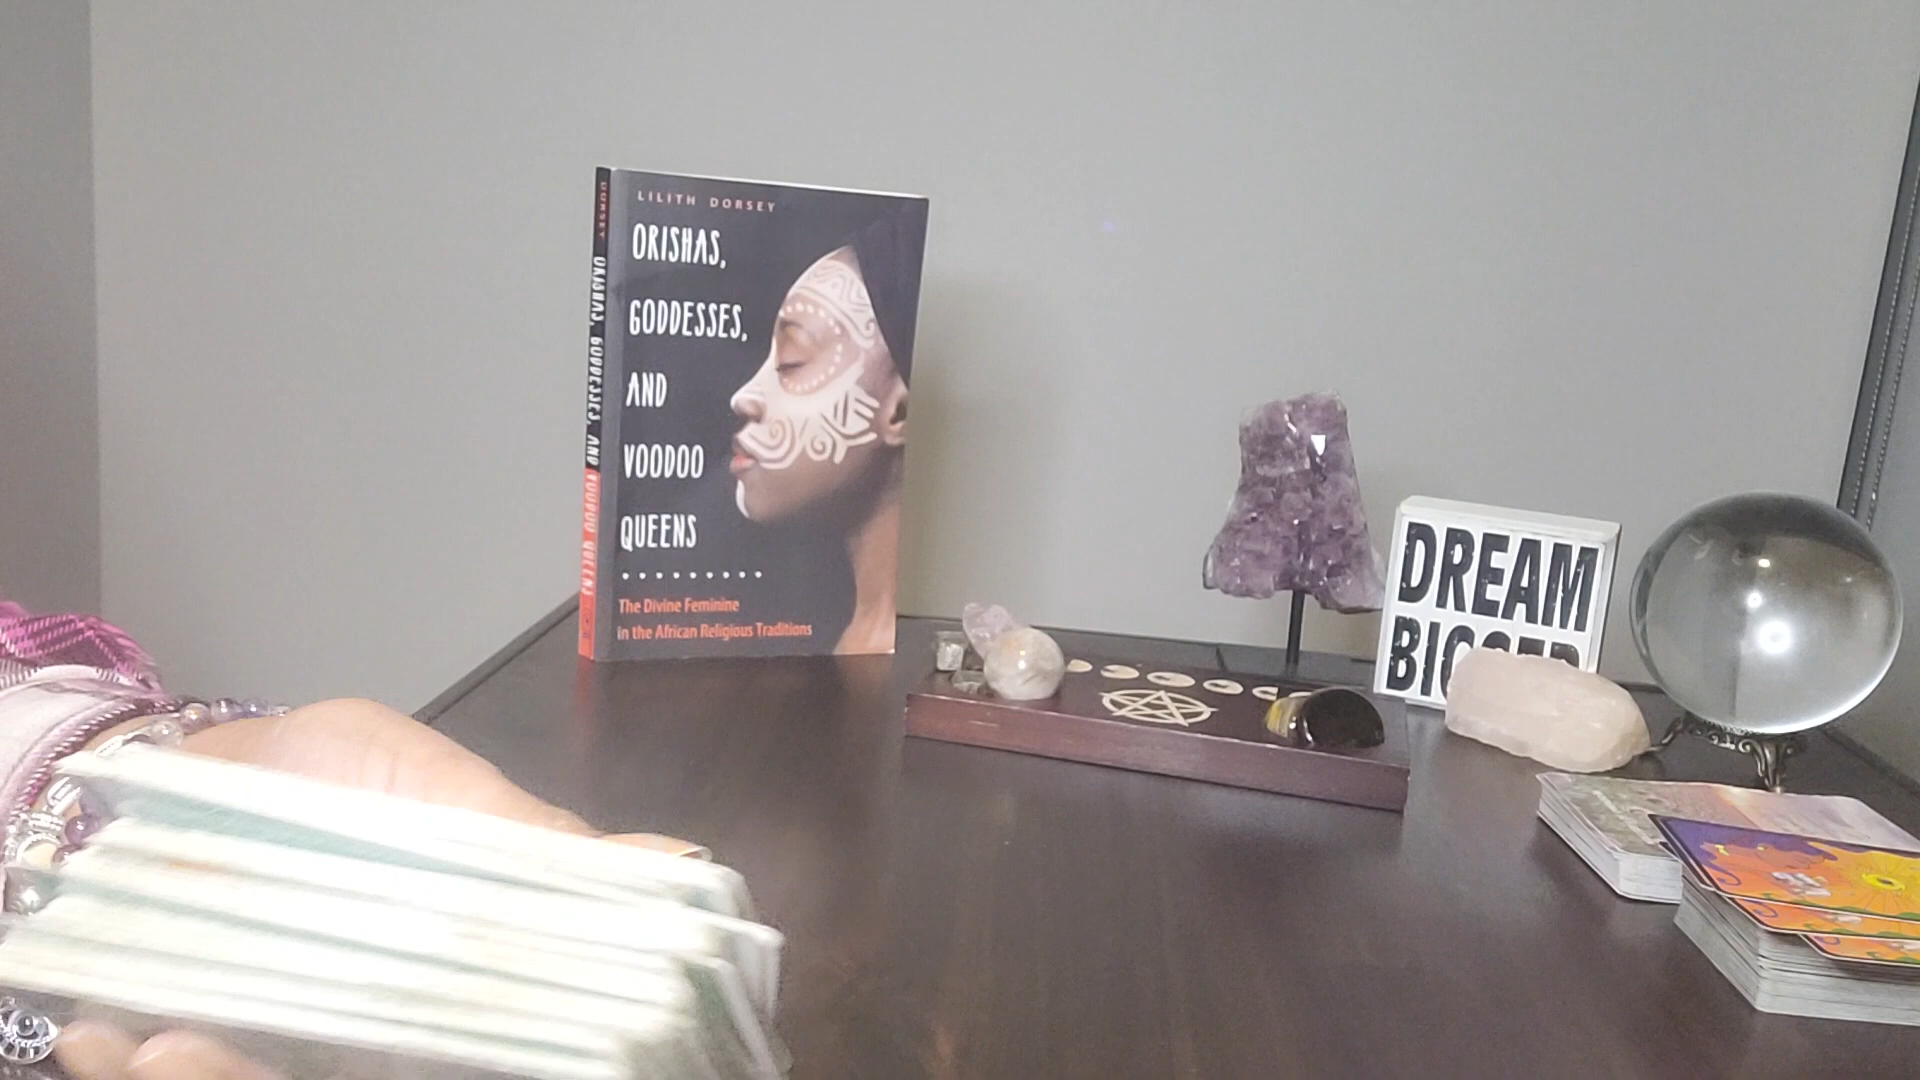 LILITH DORSEY
ORISHAS,
GODDESSES,
AND
VOODOO
QUEENS
The Divine Feminine
in the African Religious Traditions
DORSEY
ORISHAS, GODDESSES, AND VOODOO QUEENS
DREAM
BIGGER